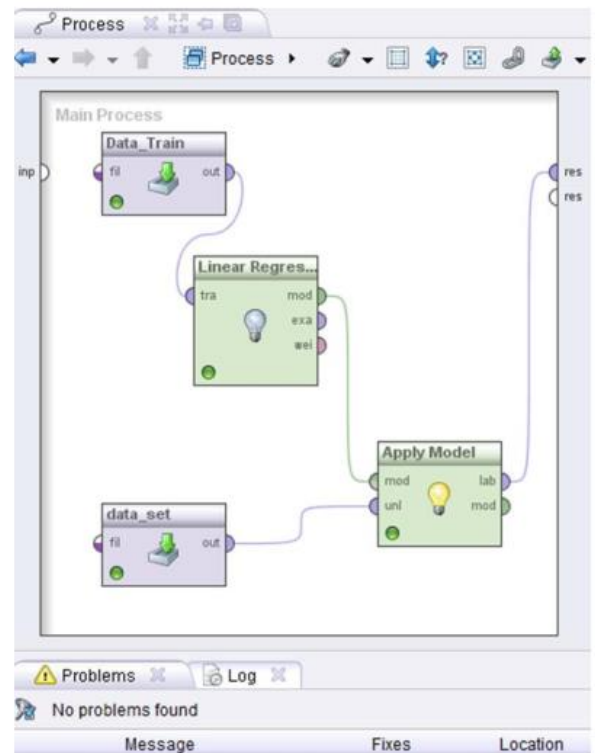 Process
Process
Main Process
Data_Train
inp
fil
out
res
res
Linear Regres...
tra
mod
exa
wei
Apply Model
mod
lab
unl
mod
data_set
fil
out
Problems
Log
No problems found
Message Fixes Location